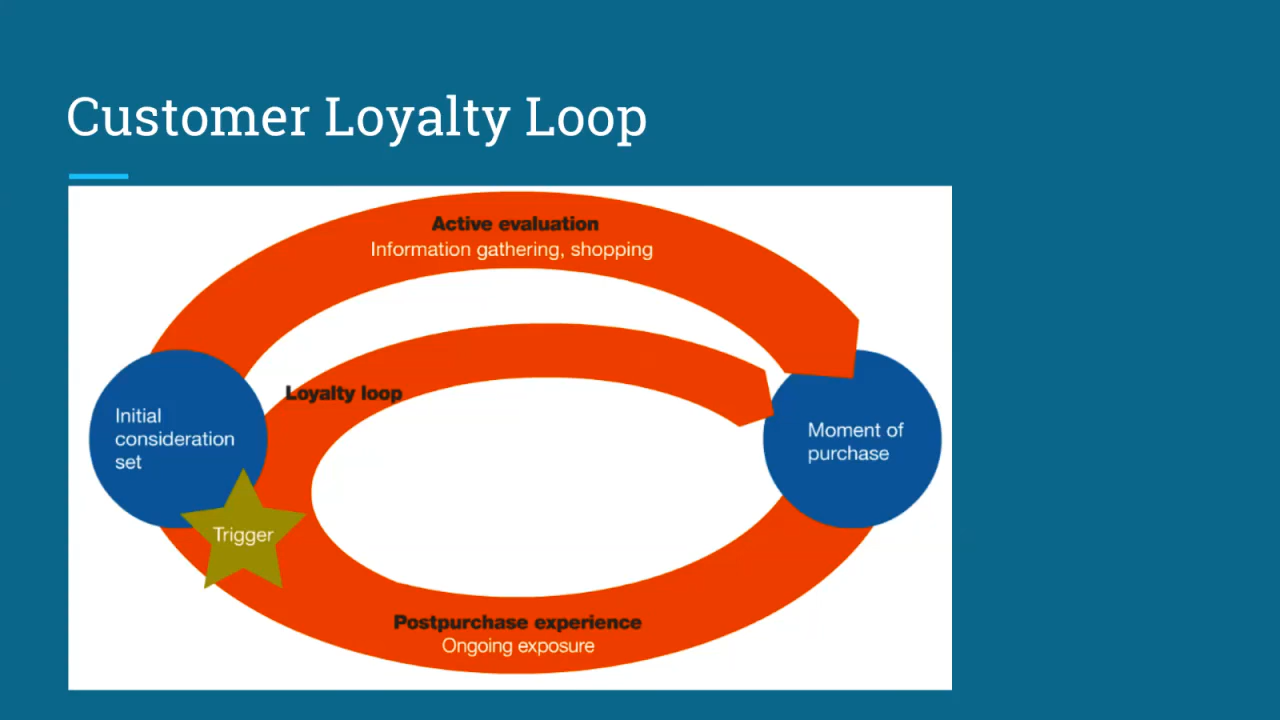 Customer Loyalty Loop
Active evaluation
Information gathering, shopping
Loyalty loop
Initial
consideration
set
Moment of
purchase
Trigger
Postpurchase experience
Ongoing exposure